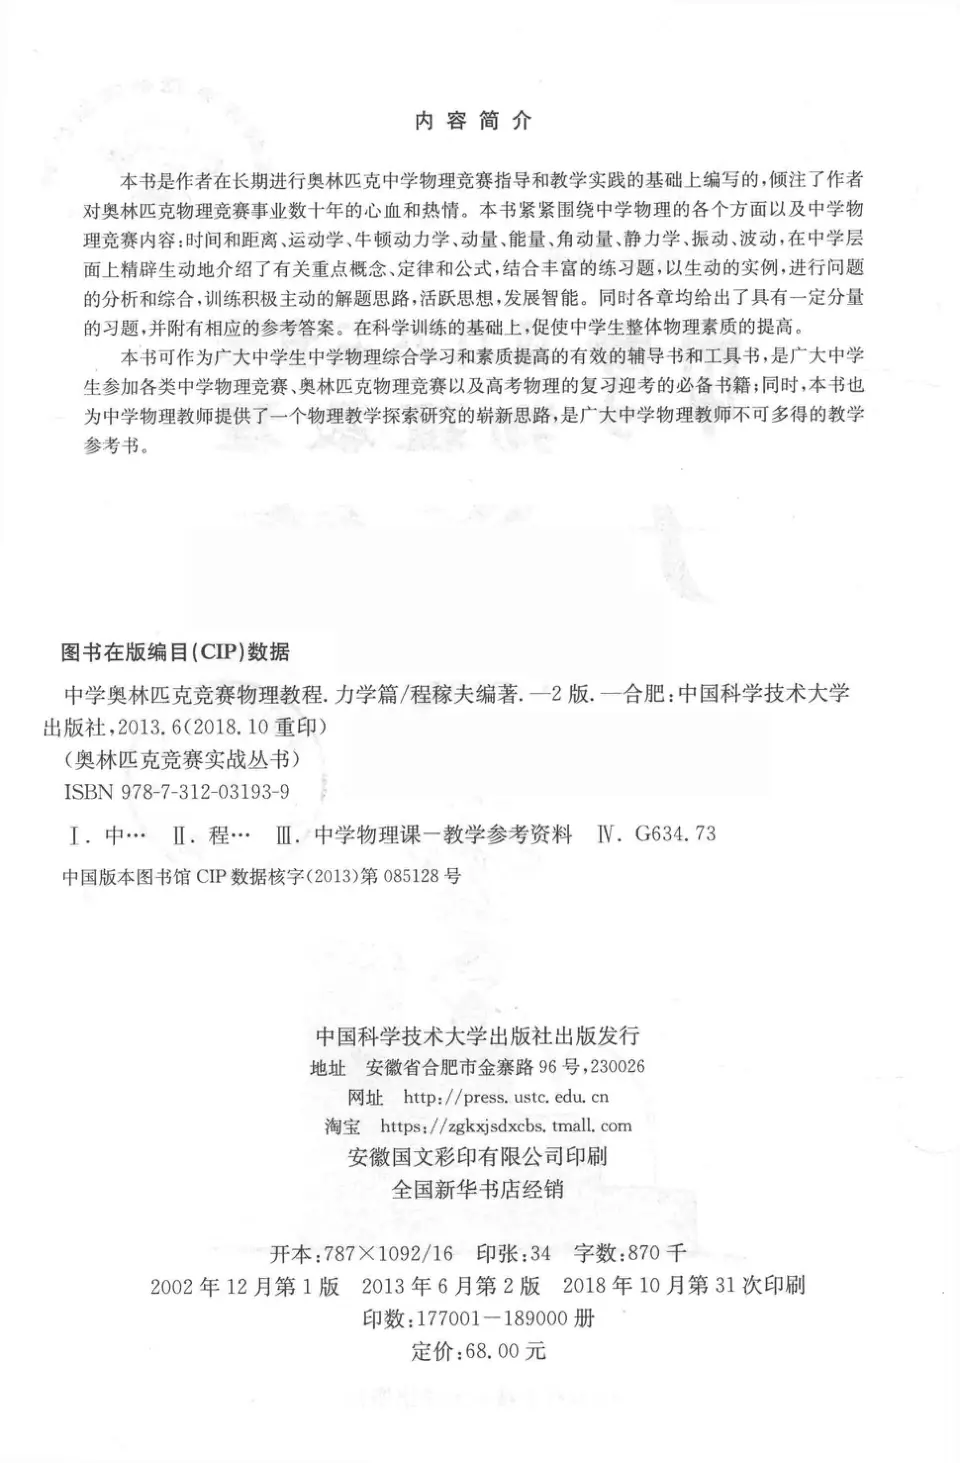 内容简介
本书是作者在长期进行奥林匹克中学物理竞赛指导和教学实践的基础上编写的,倾注了作者
对奥林匹克物理竞赛事业数十年的心血和热情。本书紧紧围绕中学物理的各个方面以及中学物
理竞赛内容:时间和距离、运动学、牛顿动力学、动量、能量、角动量、静力学、振动、波动,在中学层
面上精辟生动地介绍了有关重点概念、定律和公式,结合丰富的练习题,以生动的实例,进行问题
的分析和综合,训练积极主动的解题思路,活跃思想,发展智能。同时各章均给出了具有一定分量
的习题,并附有相应的参考答案。在科学训练的基础上,促使中学生整体物理素质的提高。
本书可作为广大中学生中学物理综合学习和素质提高的有效的辅导书和工具书,是广大中学
生参加各类中学物理竞赛、奥林匹克物理竞赛以及高考物理的复习迎考的必备书籍;同时,本书也
为中学物理教师提供了一个物理教学探索研究的崭新思路,是广大中学物理教师不可多得的教学
参考书。
图书在版编目(CIP)数据
中学奥林匹克竞赛物理教程.力学篇/程稼夫编著.—2版.—合肥:中国科学技术大学
出版社,2013.6(2018.10重印)
(奥林匹克竞赛实战丛书)
ISBN 978-7-312-03193-9
Ⅰ.中… Ⅱ.程… Ⅲ.中学物理课－教学参考资料 Ⅳ.G634.73
中国版本图书馆CIP数据核字(2013)第085128号
中国科学技术大学出版社出版发行
地址 安徽省合肥市金寨路96号,230026
网址 http://press.ustc.edu.cn
淘宝 https://zgkxjsdxcbs.tmall.com
安徽国文彩印有限公司印刷
全国新华书店经销
开本:787×1092/16 印张:34 字数:870千
2002年12月第1版 2013年6月第2版 2018年10月第31次印刷
印数:177001－189000册
定价:68.00元